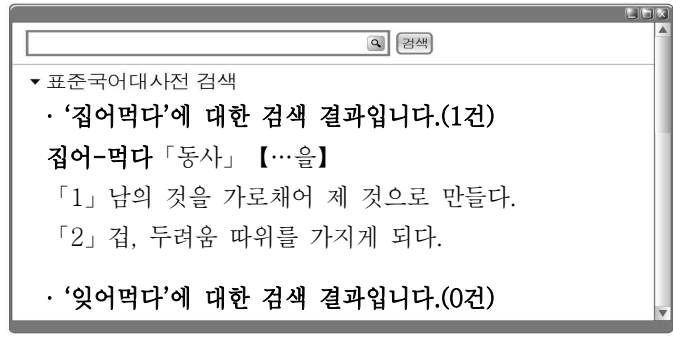 검색
▼ 표준국어대사전 검색
· ‘집어먹다’에 대한 검색 결과입니다.(1건)
집어-먹다 「동사」 【…을】
「1」 남의 것을 가로채어 제 것으로 만들다.
「2」 겁, 두려움 따위를 가지게 되다.
· ‘잊어먹다’에 대한 검색 결과입니다.(0건)